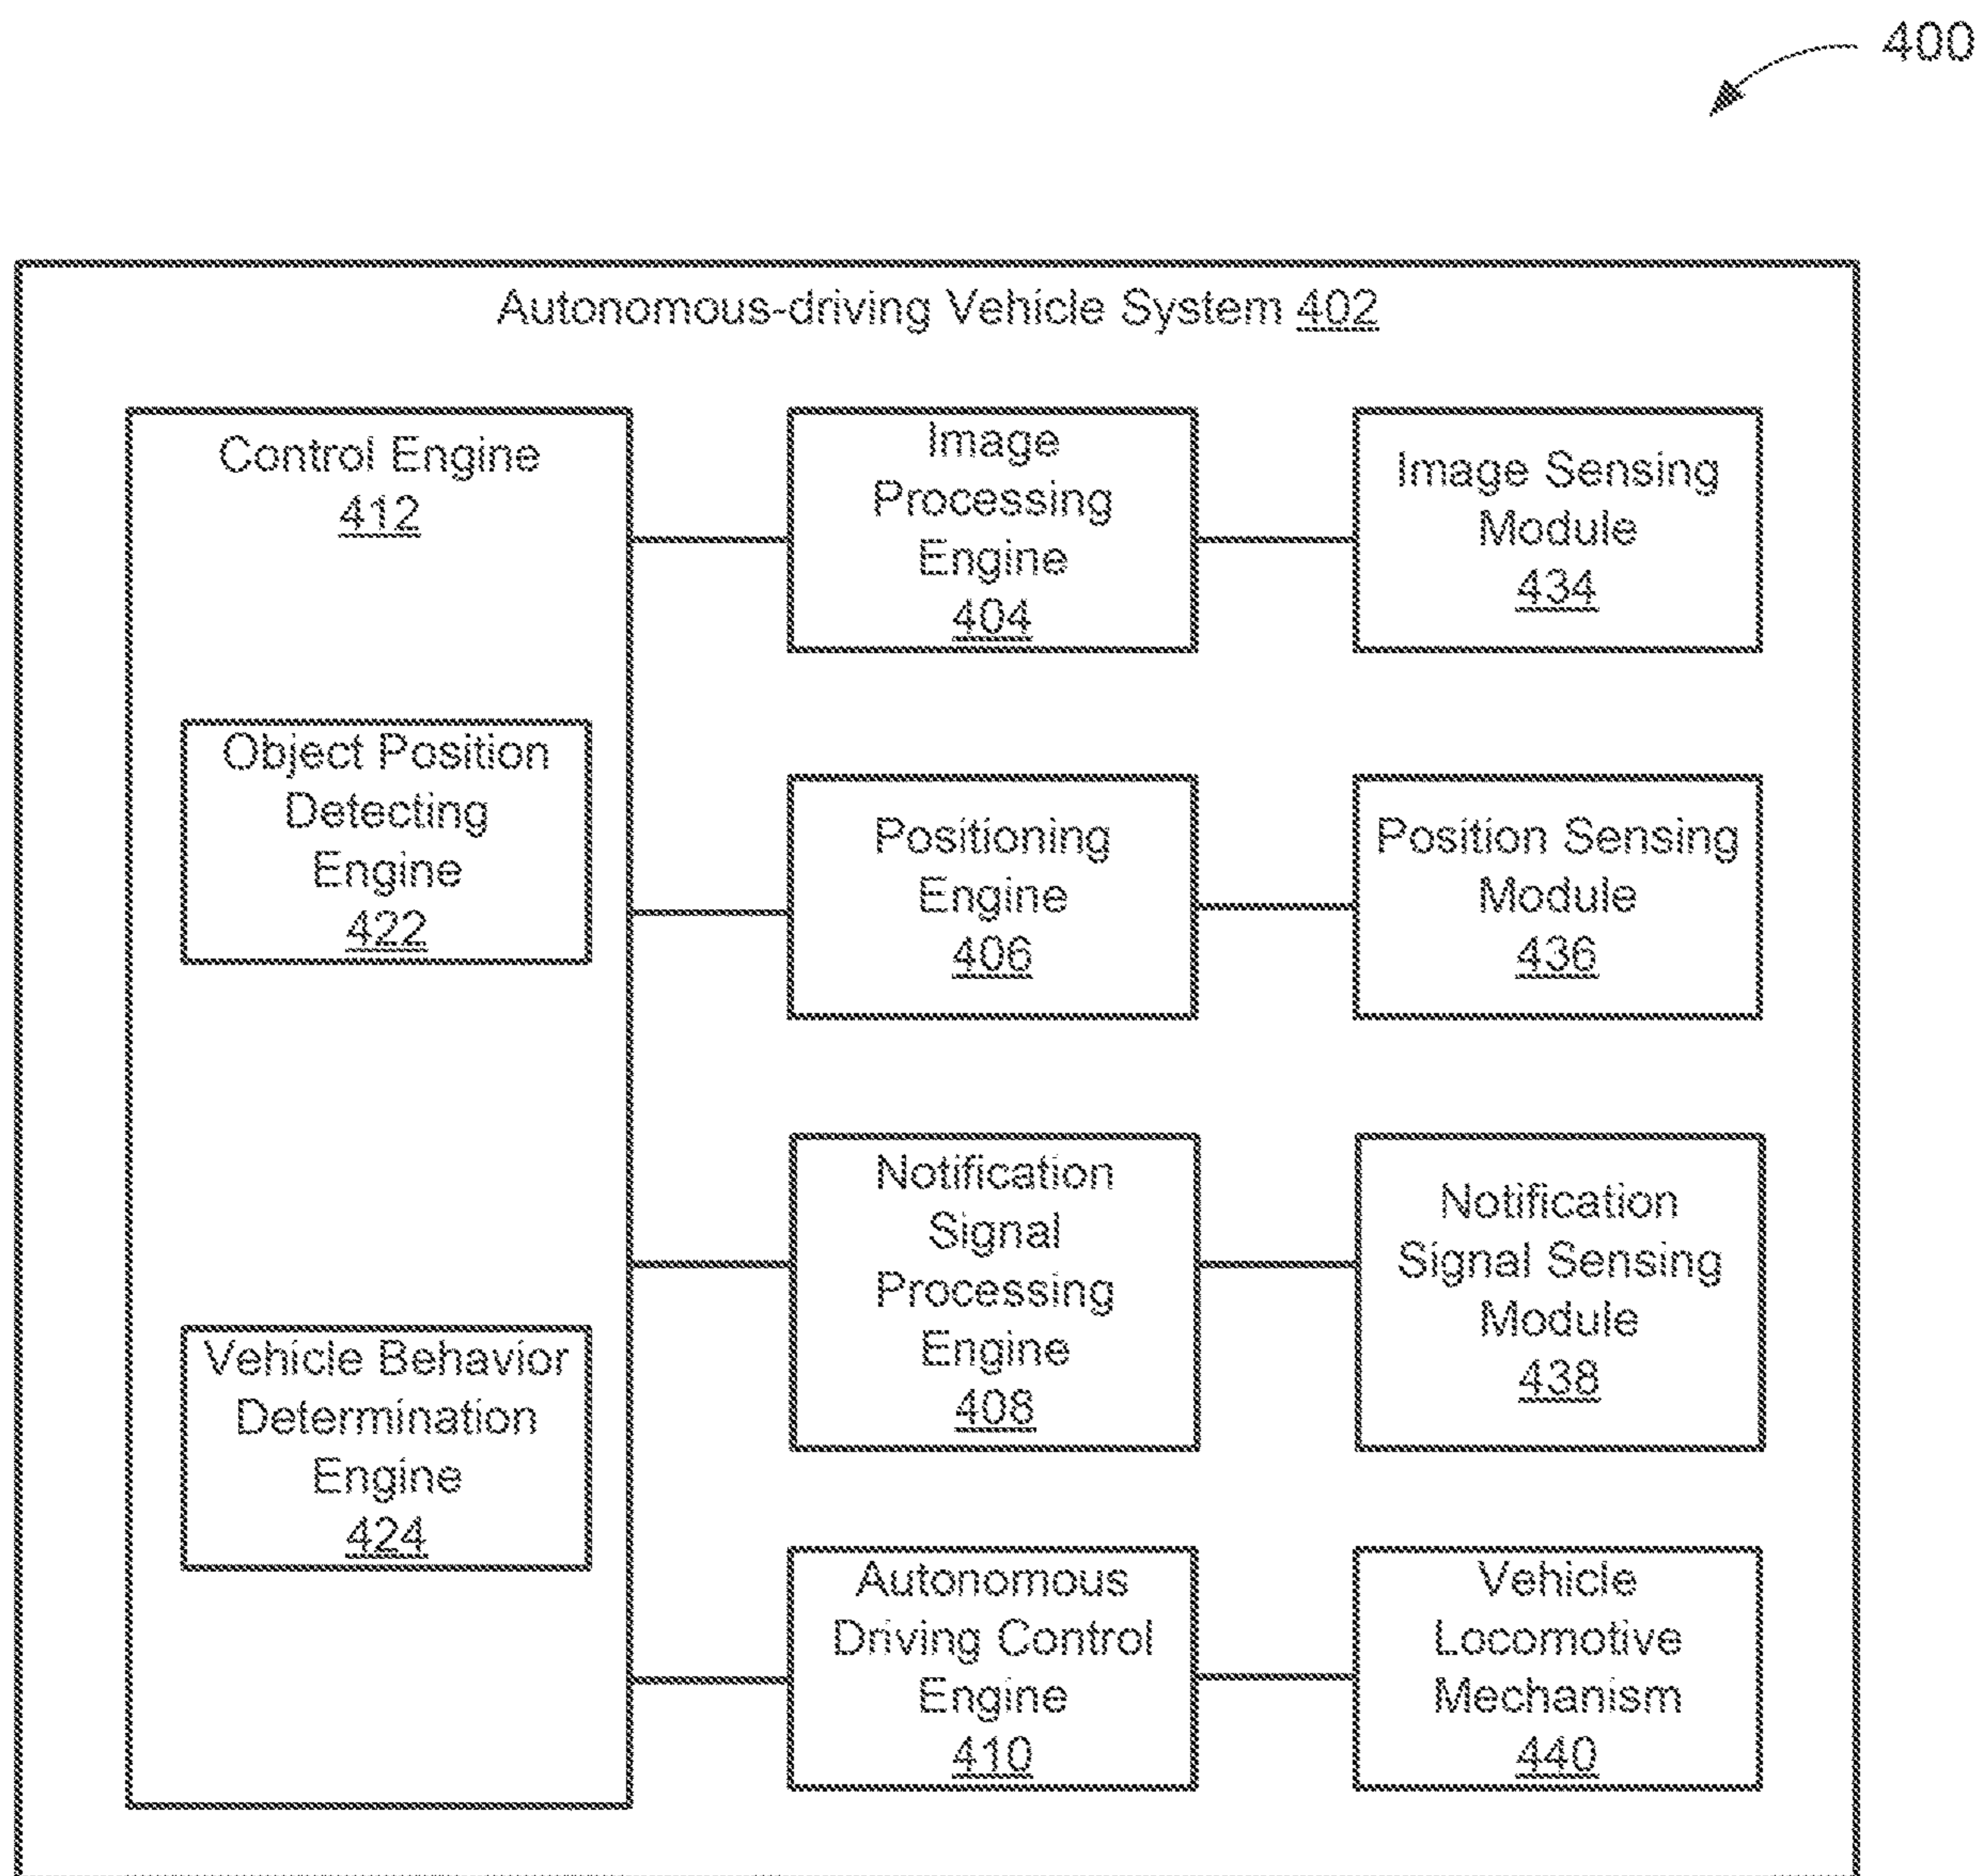 400
Autonomous-driving Vehicle System 402
Control Engine
412
Object Position
Detecting
Engine
422
Vehicle Behavior
Determination
Engine
424
Image
Processing
Engine
404
Image Sensing
Module
434
Positioning
Engine
406
Position Sensing
Module
436
Notification
Signal
Processing
Engine
408
Notification
Signal Sensing
Module
438
Autonomous
Driving Control
Engine
410
Vehicle
Locomotive
Mechanism
440